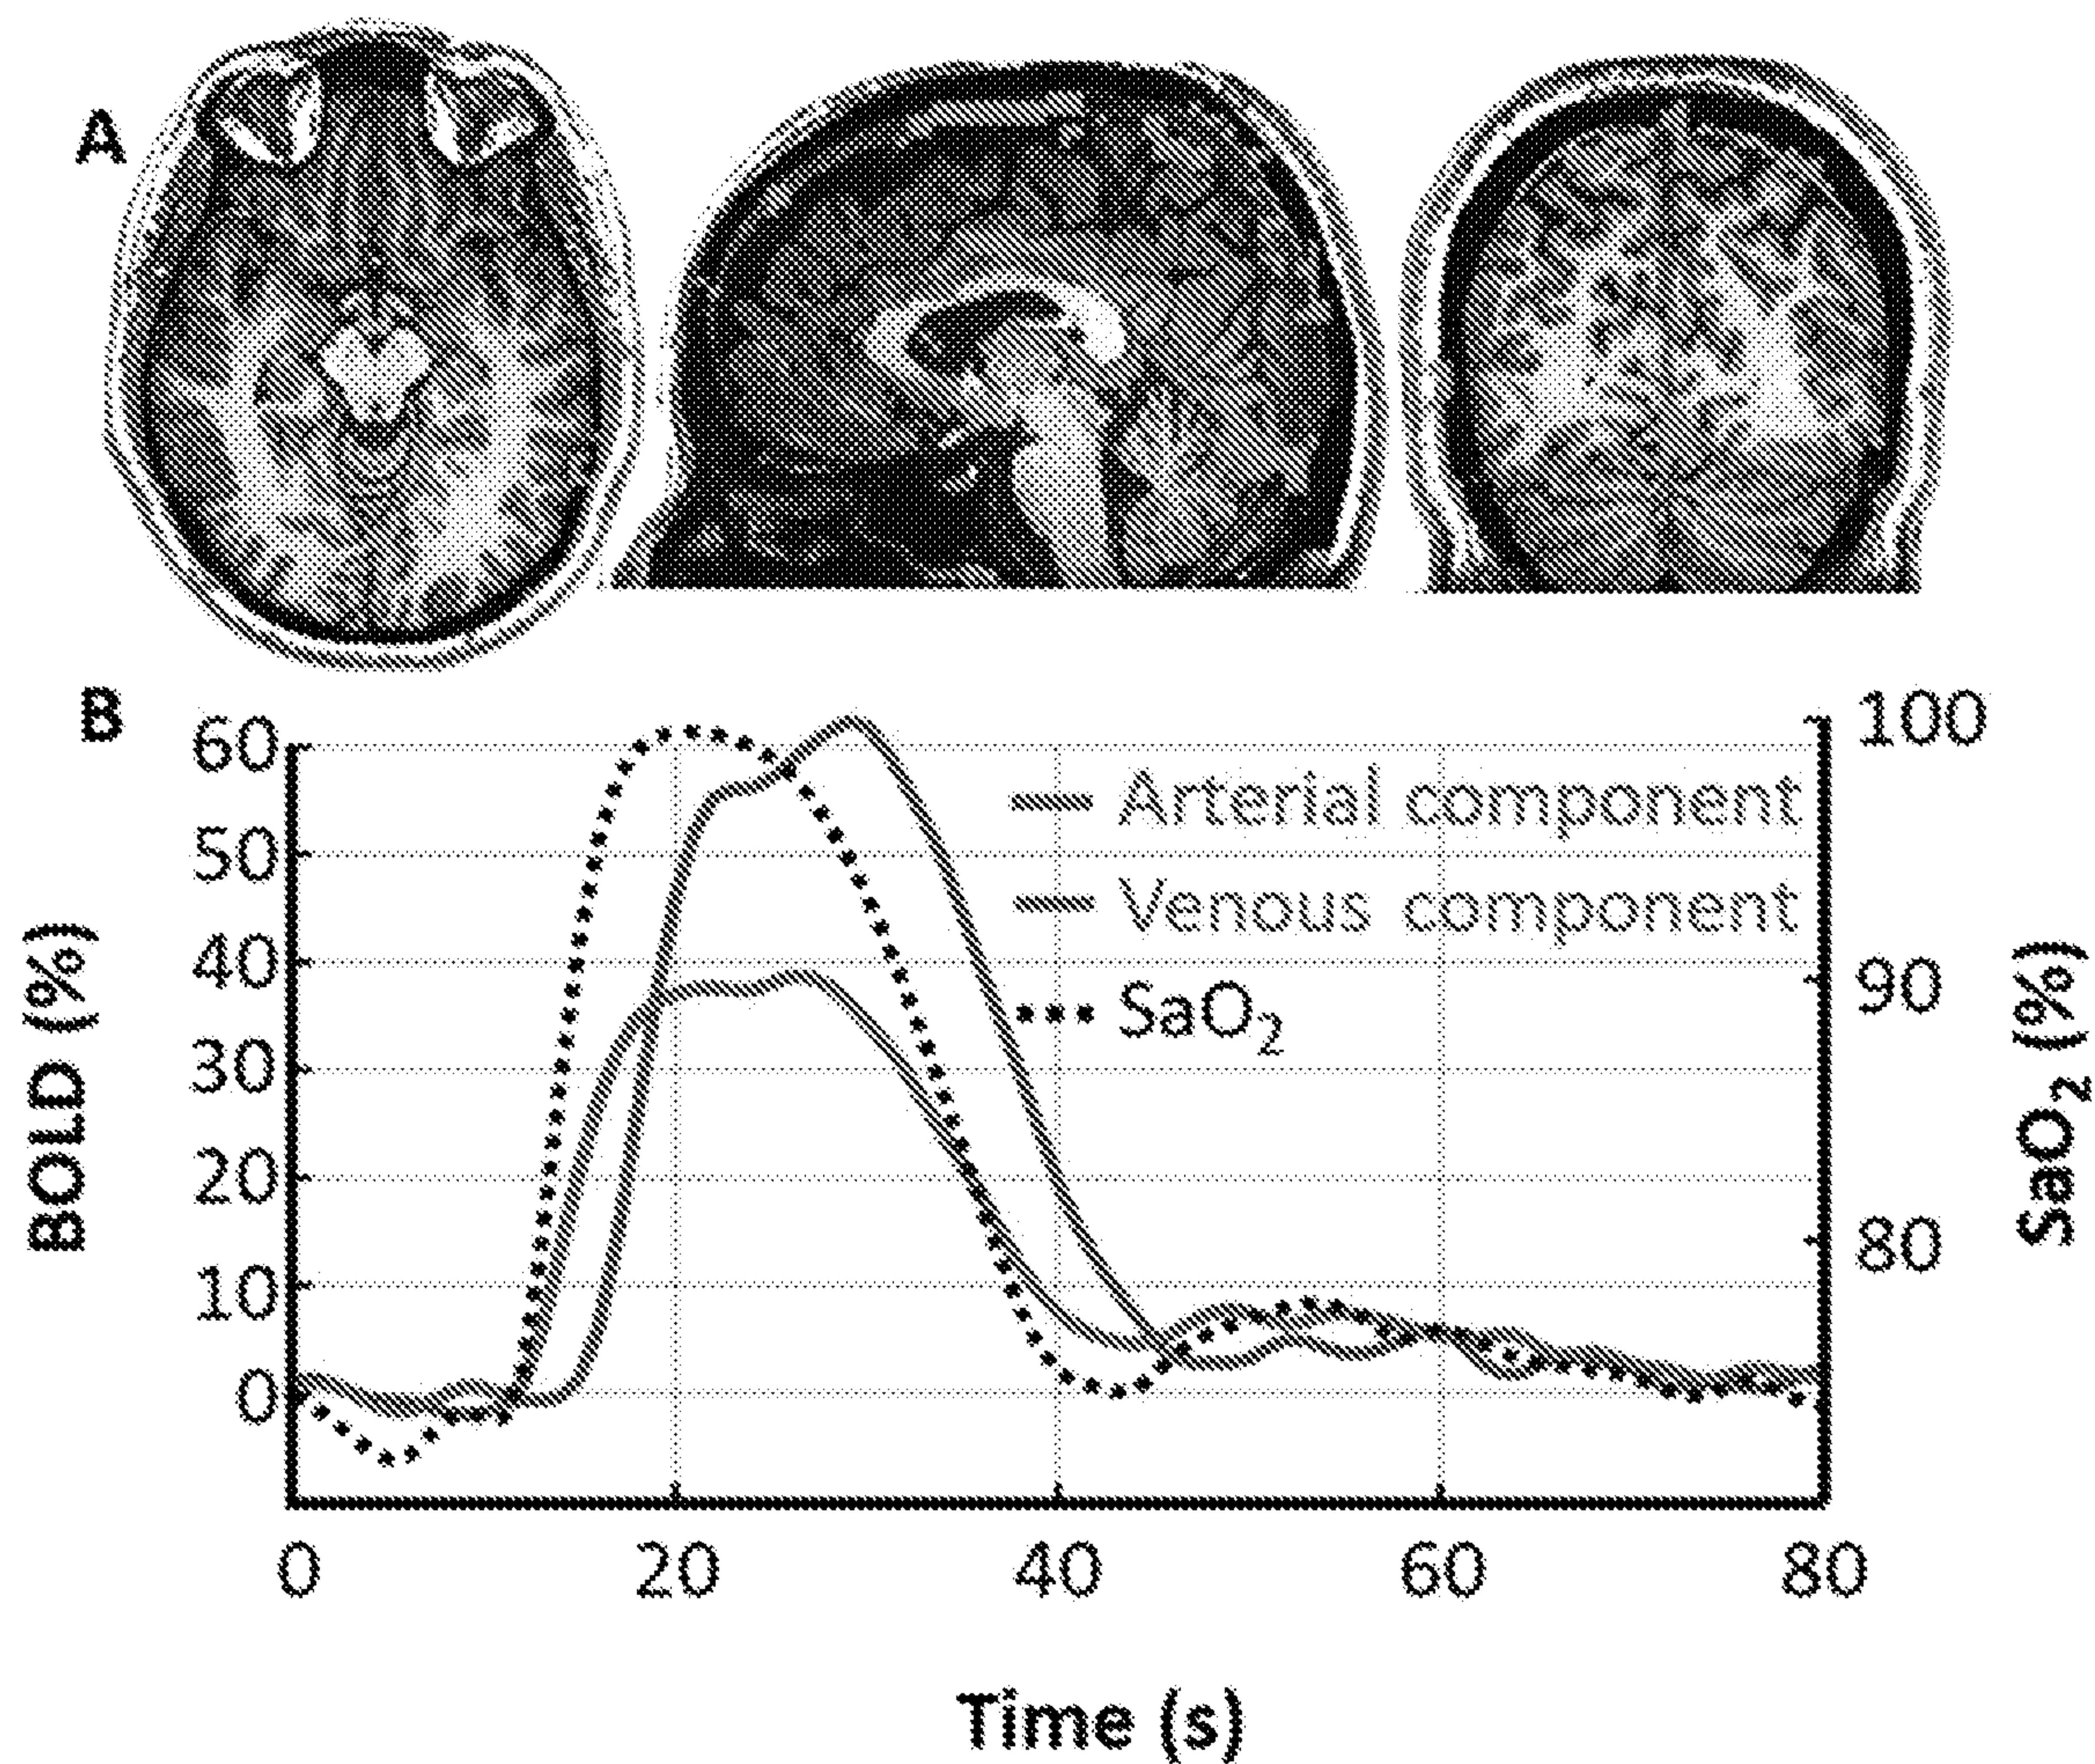 A
B
BOLD (%)
60
50
40
30
20
10
0
Arterial component
Venous component
SaO₂
100
90
80
SaO₂ (%)
0 20 40 60 80
Time (s)